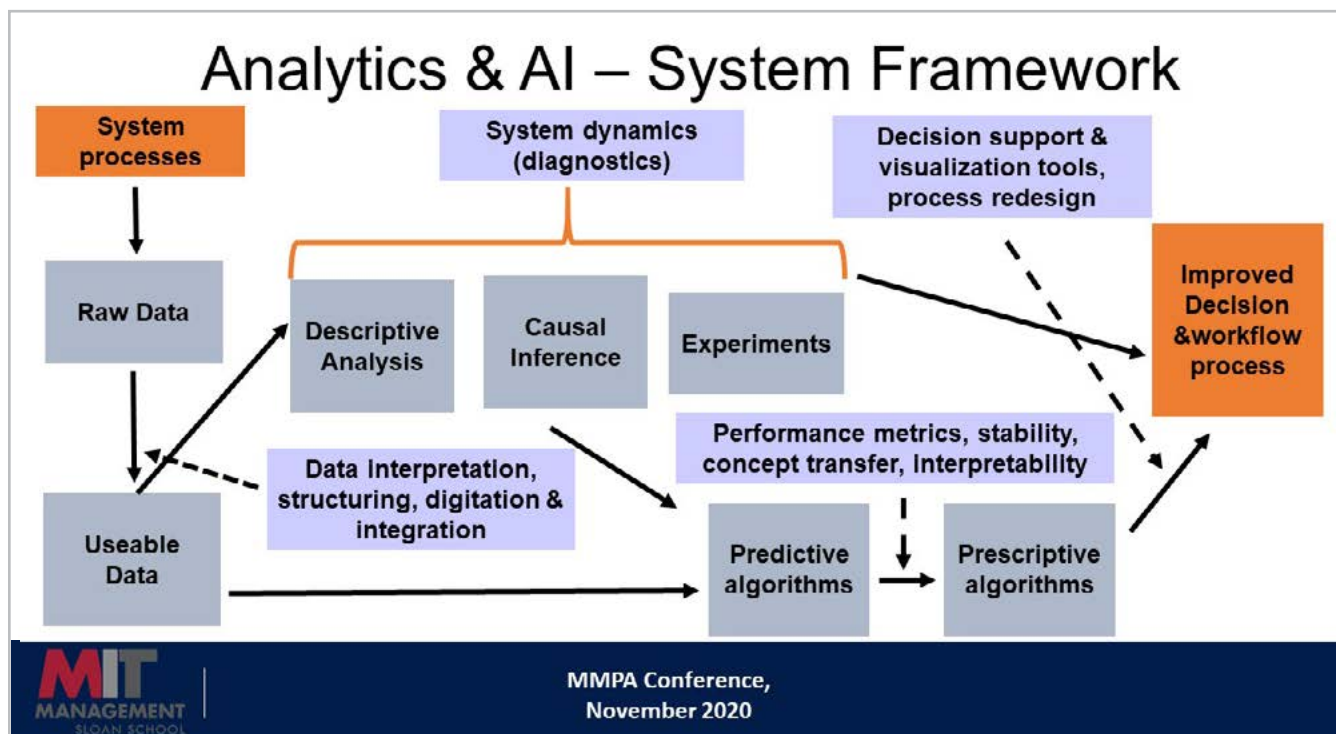 Analytics & AI – System Framework
System
processes
System dynamics
(diagnostics)
Decision support &
visualization tools,
process redesign
Raw Data
Descriptive
Analysis
Causal
Inference
Experiments
Improved
Decision
&workflow
process
Data interpretation,
structuring, digitation &
integration
Performance metrics, stability,
concept transfer, interpretability
Useable
Data
Predictive
algorithms
Prescriptive
algorithms
MIT
MANAGEMENT
SLOAN SCHOOL
MMPA Conference,
November 2020